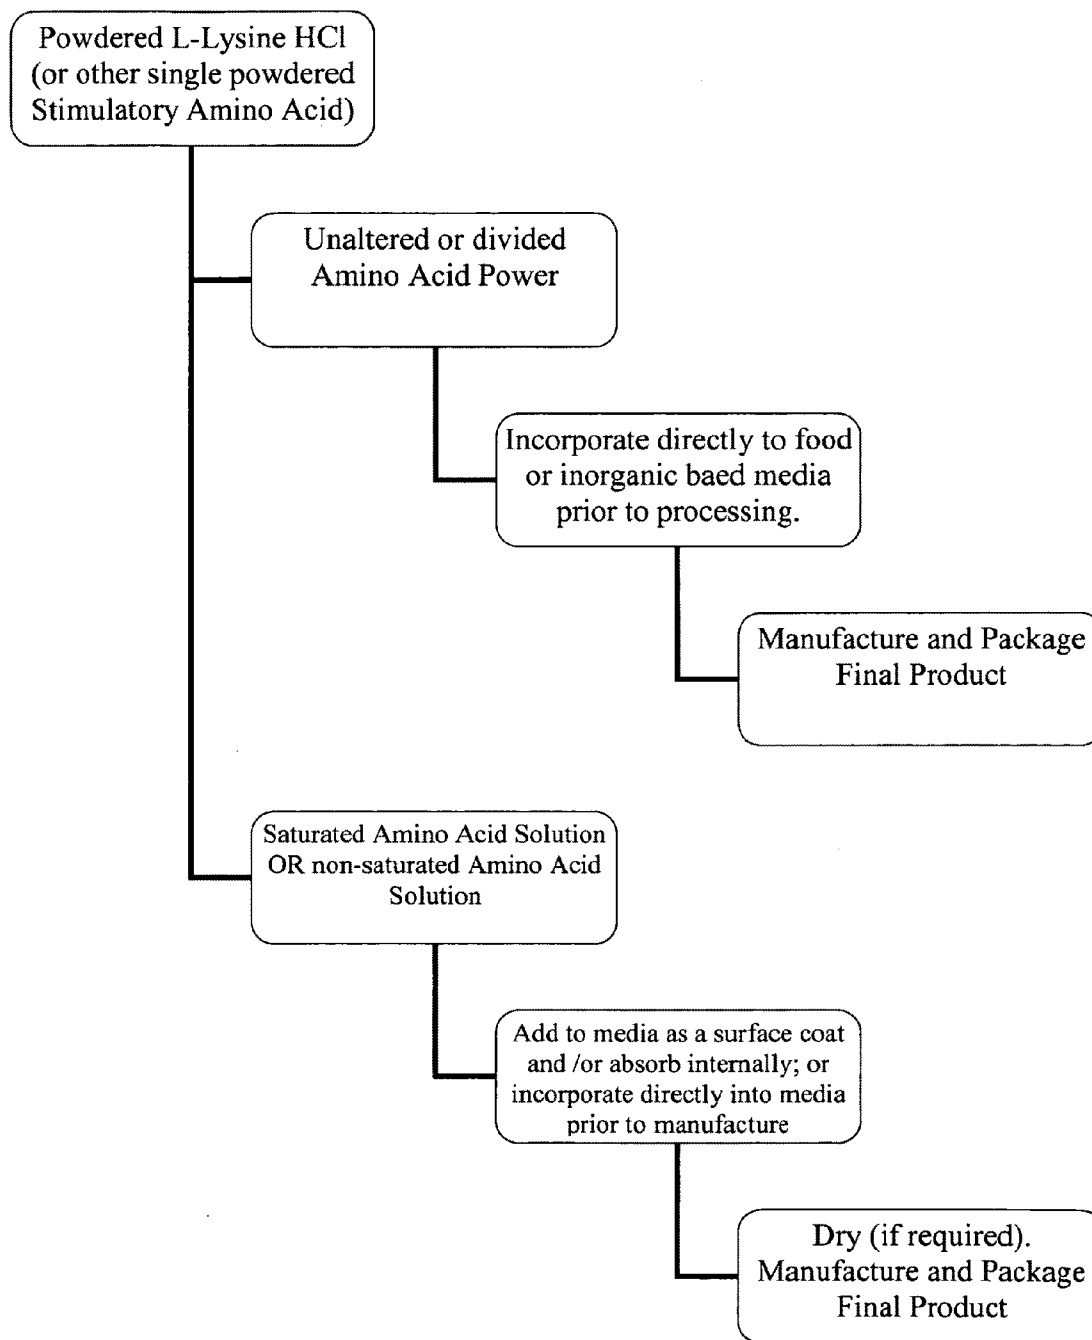 Powdered L-Lysine HCl
(or other single powdered
Stimulatory Amino Acid)
Unaltered or divided
Amino Acid Power
Incorporate directly to food
or inorganic baed media
prior to processing.
Manufacture and Package
Final Product
Saturated Amino Acid Solution
OR non-saturated Amino Acid
Solution
Add to media as a surface coat
and /or absorb internally; or
incorporate directly into media
prior to manufacture
Dry (if required).
Manufacture and Package
Final Product